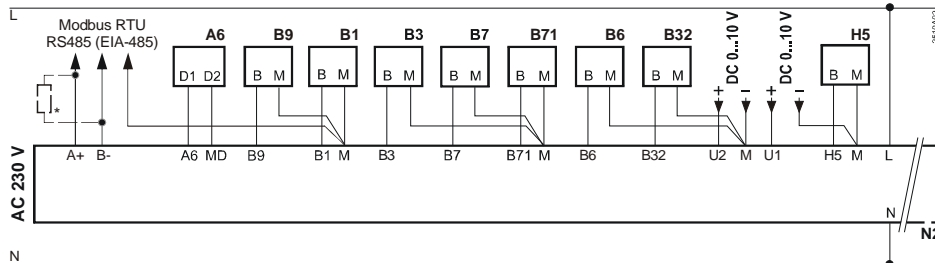 L
Modbus RTU
RS485 (EIA-485)
A6 B9 B1 B3 B7 B71 B6 B32 DC 0...10 V DC 0...10 V H5
D1 D2 B M B M B M B M B M B M B M + − + − B M
*
A+ B- A6 MD B9 B1 M B3 B7 B71 M B6 B32 U2 M U1 H5 M L
AC 230 V
N
N2
N